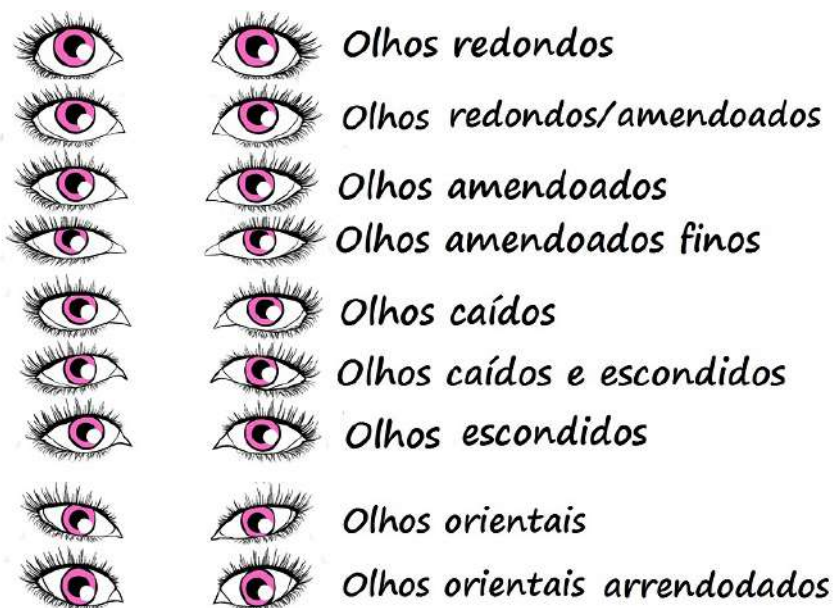 Olhos redondos
Olhos redondos/amendoados
Olhos amendoados
Olhos amendoados finos
Olhos caídos
Olhos caídos e escondidos
Olhos escondidos
Olhos orientais
Olhos orientais arrendodados